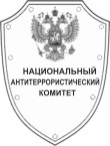 НАЦИОНАЛЬНЫЙ
АНТИТЕРРОРИСТИЧЕСКИЙ
КОМИТЕТ